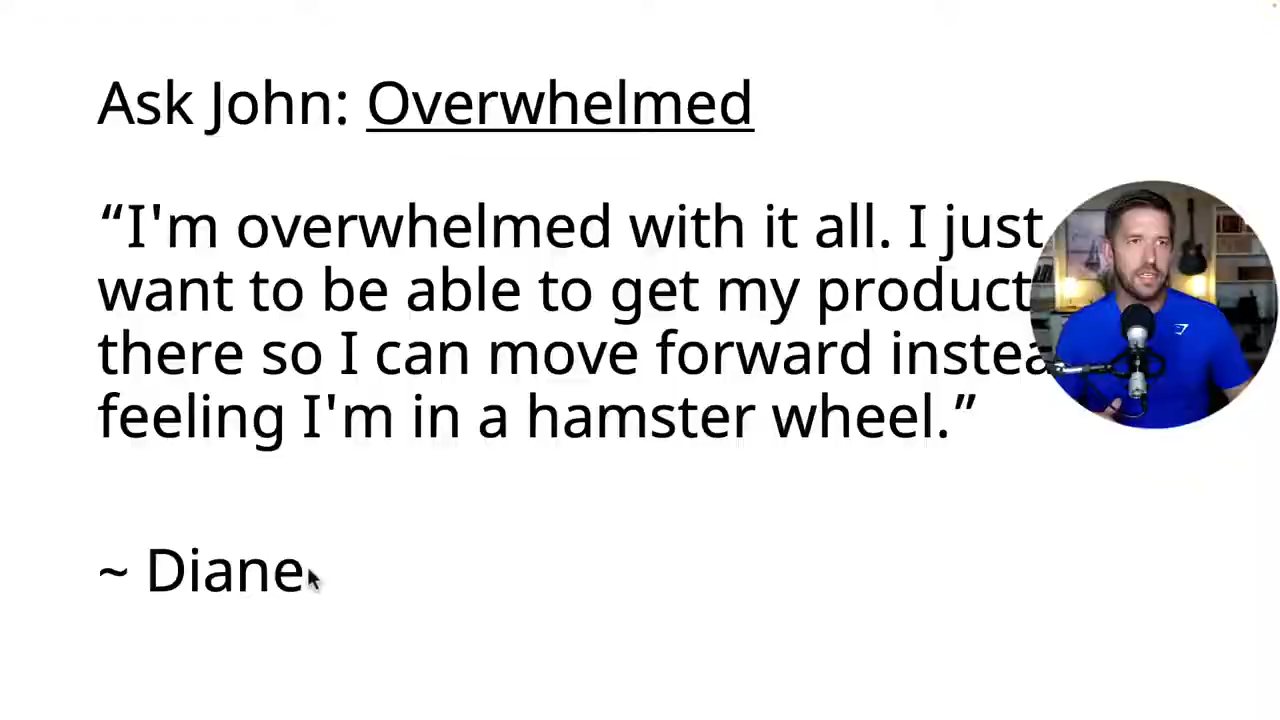 Ask John: Overwhelmed
“I'm overwhelmed with it all. I just
want to be able to get my product
there so I can move forward
feeling I'm in a hamster wheel.”
~ Diane